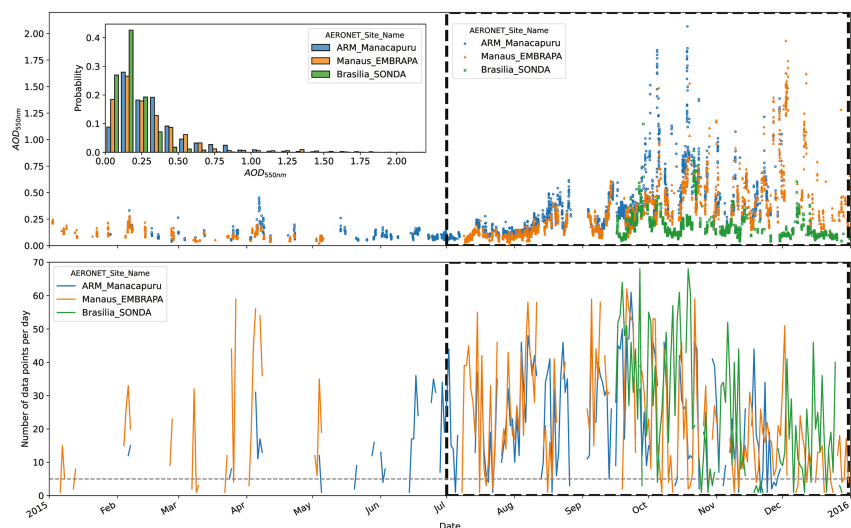 AERONET_Site_Name
ARM_Manacapuru
Manaus_EMBRAPA
Brasilia_SONDA
AERONET_Site_Name
ARM_Manacapuru
Manaus_EMBRAPA
Brasilia_SONDA
Probability
0.4
0.3
0.2
0.1
0.0
0.00 0.25 0.50 0.75 1.00 1.25 1.50 1.75 2.00
AOD550nm
AOD550nm
2.00
1.75
1.50
1.25
1.00
0.75
0.50
0.25
0.00
AERONET_Site_Name
ARM_Manacapuru
Manaus_EMBRAPA
Brasilia_SONDA
Number of data points per day
70
60
50
40
30
20
10
0
2015 Feb Mar Apr May Jun Jul Aug Sep Oct Nov Dec 2016
Date